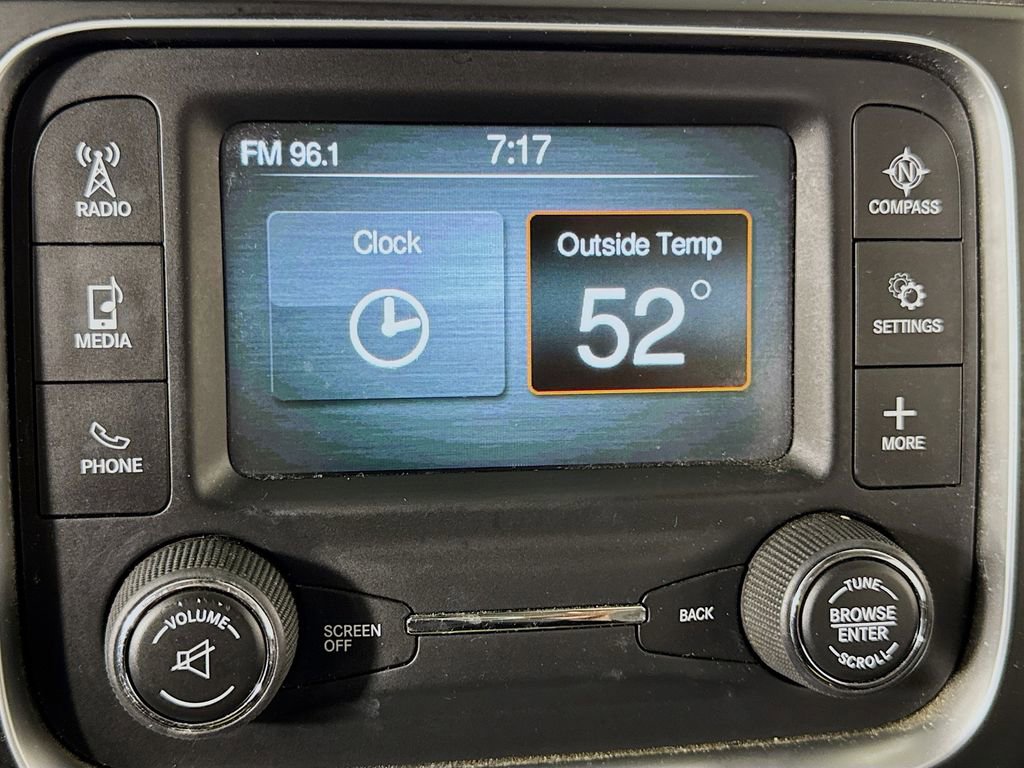 FM 96.1
7:17
Clock
Outside Temp
52°
RADIO
MEDIA
PHONE
N
COMPASS
SETTINGS
MORE
VOLUME
SCREEN
OFF
BACK
TUNE
BROWSE
ENTER
SCROLL